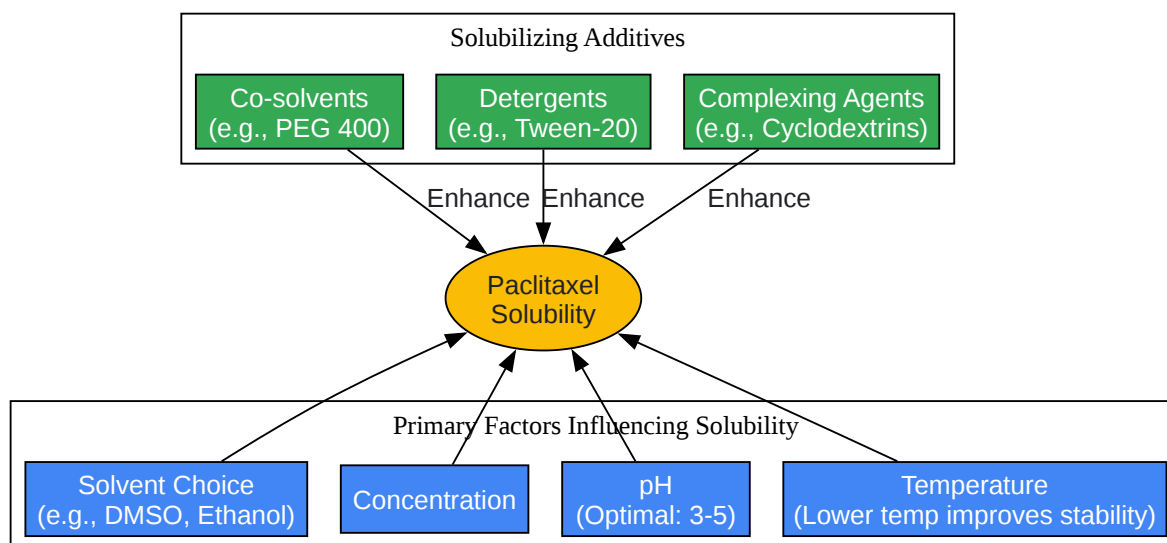 Solubilizing Additives
Co-solvents
(e.g., PEG 400)
Detergents
(e.g., Tween-20)
Complexing Agents
(e.g., Cyclodextrins)
Enhance
Enhance
Enhance
Paclitaxel
Solubility
Primary Factors Influencing Solubility
Solvent Choice
(e.g., DMSO, Ethanol)
Concentration
pH
(Optimal: 3-5)
Temperature
(Lower temp improves stability)